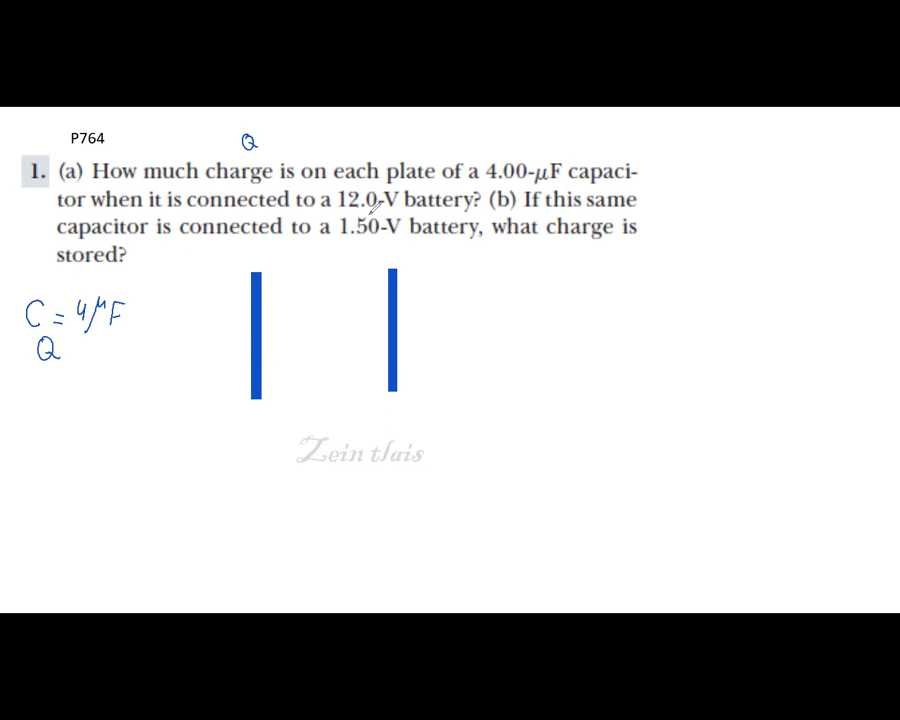 P764
Q
1. (a) How much charge is on each plate of a 4.00-μF capaci-
tor when it is connected to a 12.0-V battery? (b) If this same
capacitor is connected to a 1.50-V battery, what charge is
stored?
C = 4μF
Q
Zein tlais